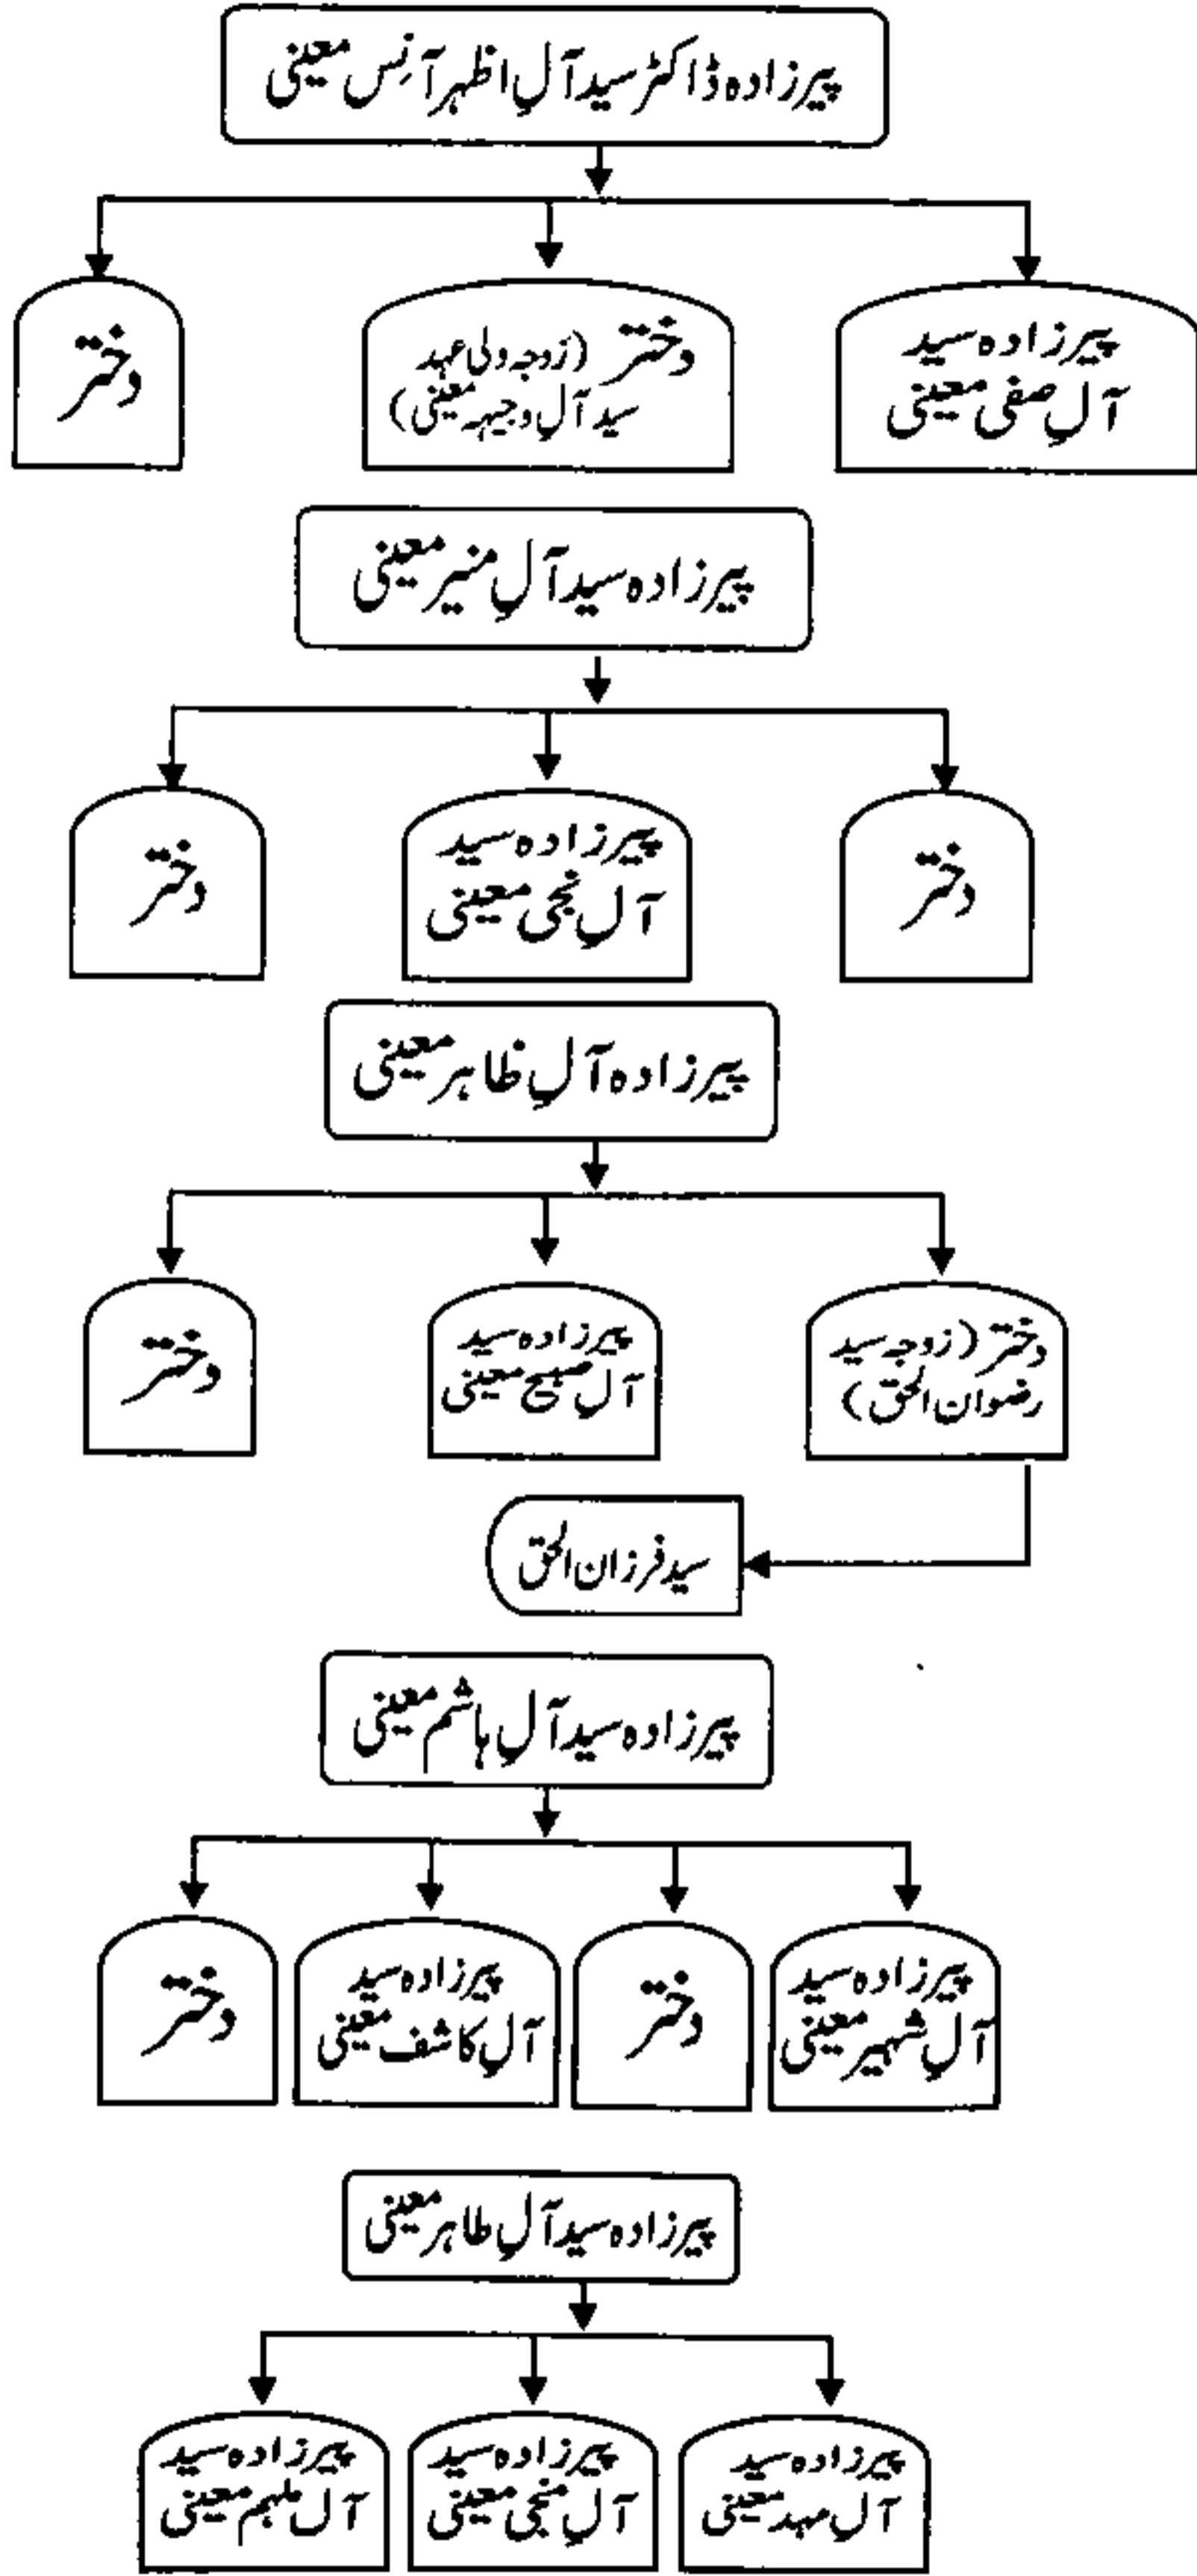 پیرزادہ ڈاکٹر سید آلِ اظہر آنِس معینی
پیرزادہ سید
آلِ صفی معینی
دختر (زوجہ ولی عہد
سید آلِ وجیہہ معینی)
دختر
پیرزادہ سید آلِ منیر معینی
دختر
پیرزادہ سید
آلِ نجی معینی
دختر
پیرزادہ آلِ ظاہر معینی
دختر (زوجہ سید
رضوان الحق)
پیرزادہ سید
آلِ صبیح معینی
دختر
سید فرزان الحق
پیرزادہ سید آلِ ہاشم معینی
پیرزادہ سید
آلِ شہیر معینی
دختر
پیرزادہ سید
آلِ کاشف معینی
دختر
پیرزادہ سید آلِ طاہر معینی
پیرزادہ سید
آلِ مہد معینی
پیرزادہ سید
آلِ منجی معینی
پیرزادہ سید
آلِ ملہم معینی